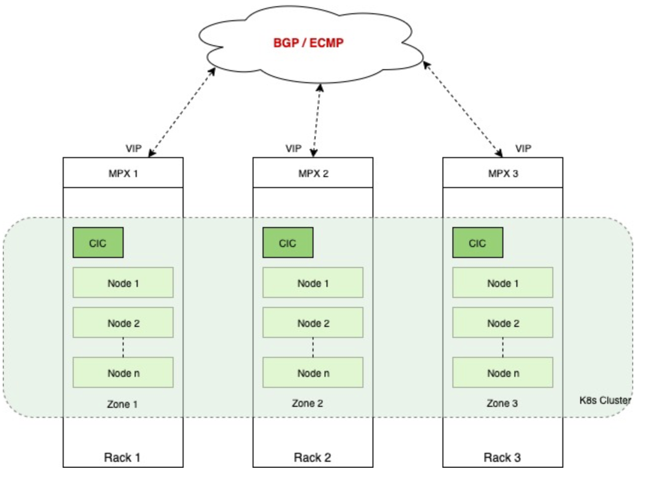 BGP / ECMP
VIP
VIP
VIP
MPX 1
MPX 2
MPX 3
CIC
CIC
CIC
Node 1
Node 1
Node 1
Node 2
Node 2
Node 2
Node n
Node n
Node n
Zone 1
Zone 2
Zone 3
K8s Cluster
Rack 1
Rack 2
Rack 3